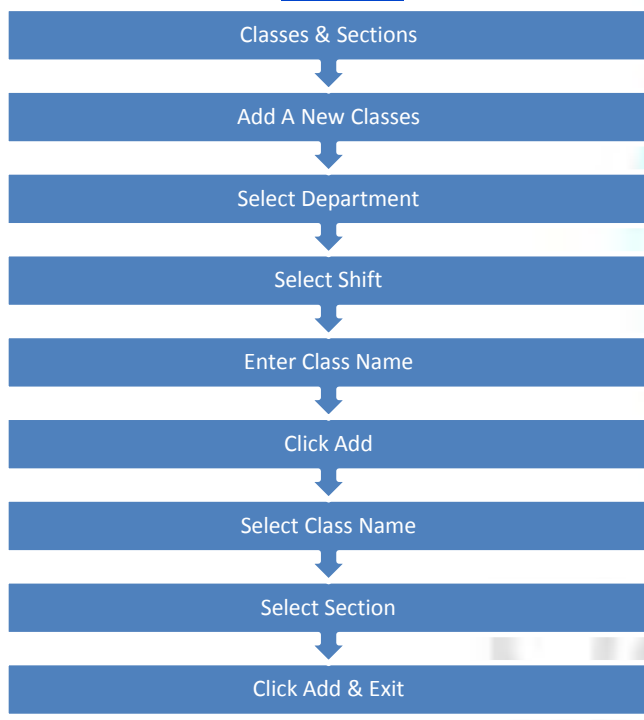 Classes & Sections
Add A New Classes
Select Department
Select Shift
Enter Class Name
Click Add
Select Class Name
Select Section
Click Add & Exit